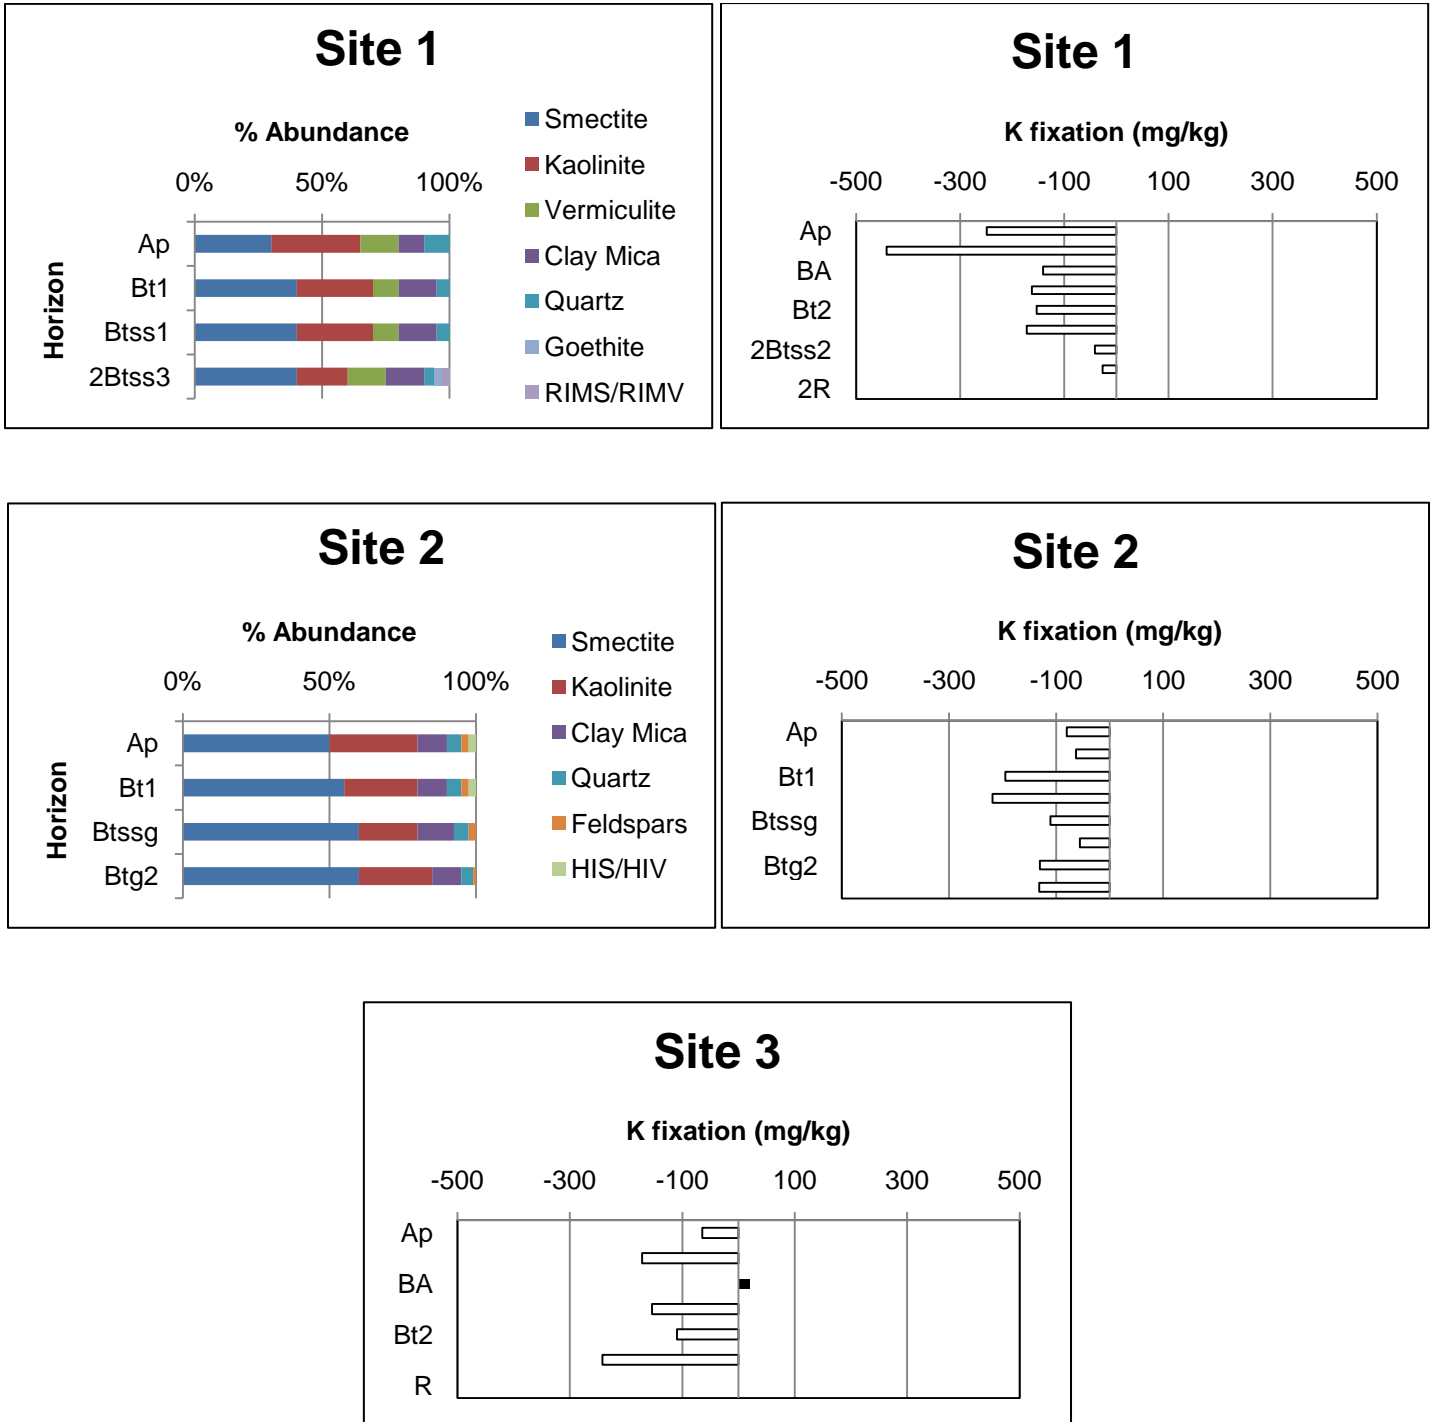 Site 1
% Abundance
0% 50% 100%
Horizon
Ap
Bt1
Btss1
2Btss3
Smectite
Kaolinite
Vermiculite
Clay Mica
Quartz
Goethite
RIMS/RIMV
Site 1
K fixation (mg/kg)
-500 -300 -100 100 300 500
Ap
BA
Bt2
2Btss2
2R
Site 2
% Abundance
0% 50% 100%
Horizon
Ap
Bt1
Btssg
Btg2
Smectite
Kaolinite
Clay Mica
Quartz
Feldspars
HIS/HIV
Site 2
K fixation (mg/kg)
-500 -300 -100 100 300 500
Ap
Bt1
Btssg
Btg2
Site 3
K fixation (mg/kg)
-500 -300 -100 100 300 500
Ap
BA
Bt2
R